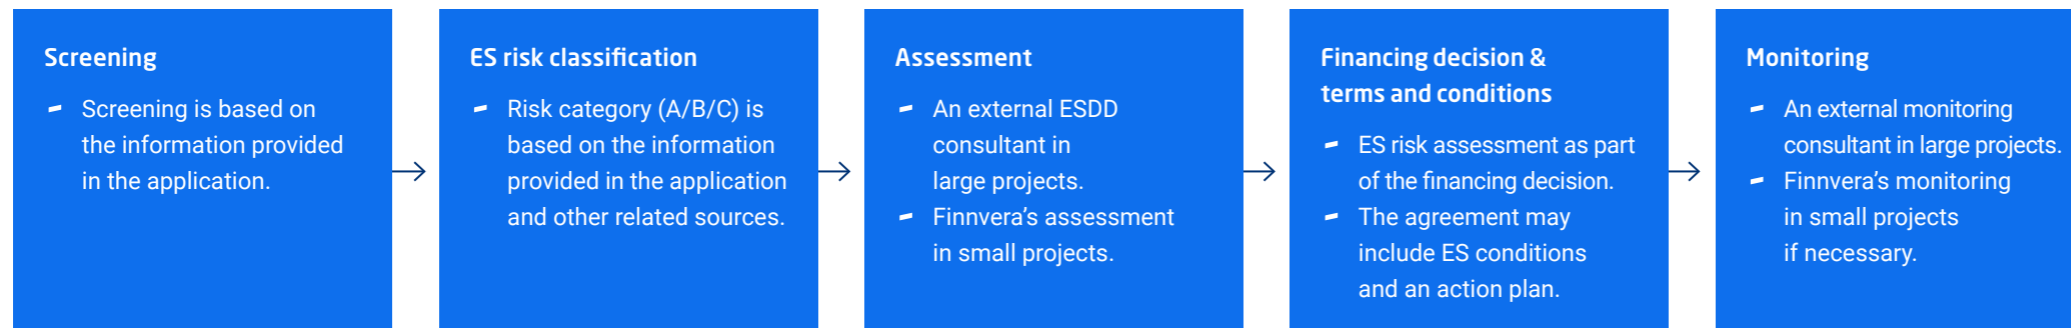 Screening
- Screening is based on
the information provided
in the application.
ES risk classification
- Risk category (A/B/C) is
based on the information
provided in the application
and other related sources.
Assessment
- An external ESDD
consultant in
large projects.
- Finnvera’s assessment
in small projects.
Financing decision &
terms and conditions
- ES risk assessment as part
of the financing decision.
- The agreement may
include ES conditions
and an action plan.
Monitoring
- An external monitoring
consultant in large projects.
- Finnvera’s monitoring
in small projects
if necessary.